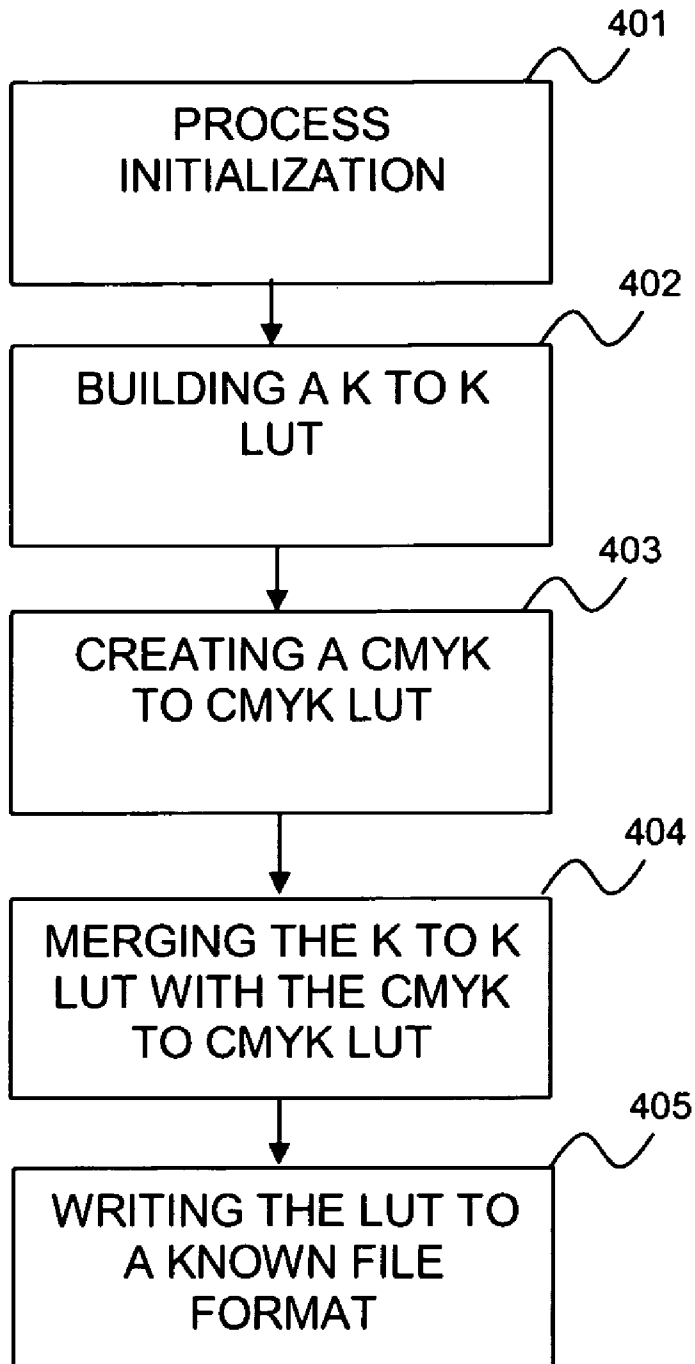 401
PROCESS
INITIALIZATION
402
BUILDING A K TO K
LUT
403
CREATING A CMYK
TO CMYK LUT
404
MERGING THE K TO K
LUT WITH THE CMYK
TO CMYK LUT
405
WRITING THE LUT TO
A KNOWN FILE
FORMAT